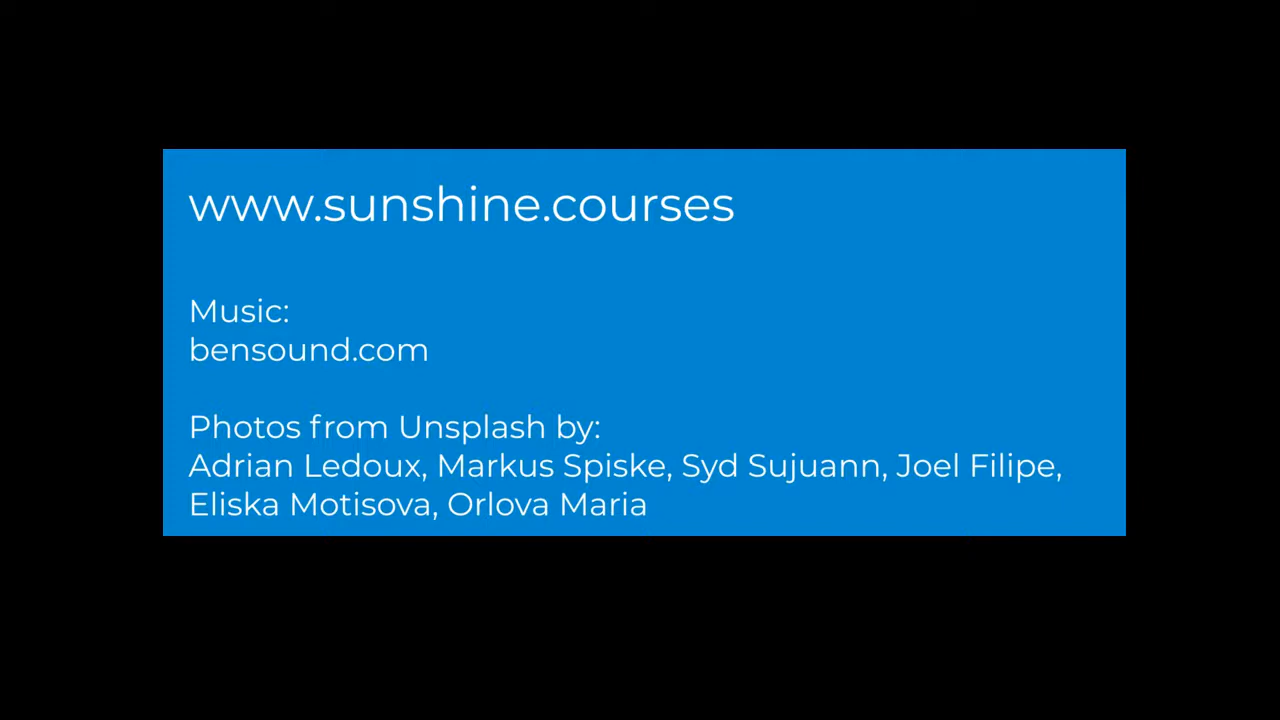 www.sunshine.courses
Music:
bensound.com
Photos from Unsplash by:
Adrian Ledoux, Markus Spiske, Syd Sujuann, Joel Filipe,
Eliska Motisova, Orlova Maria